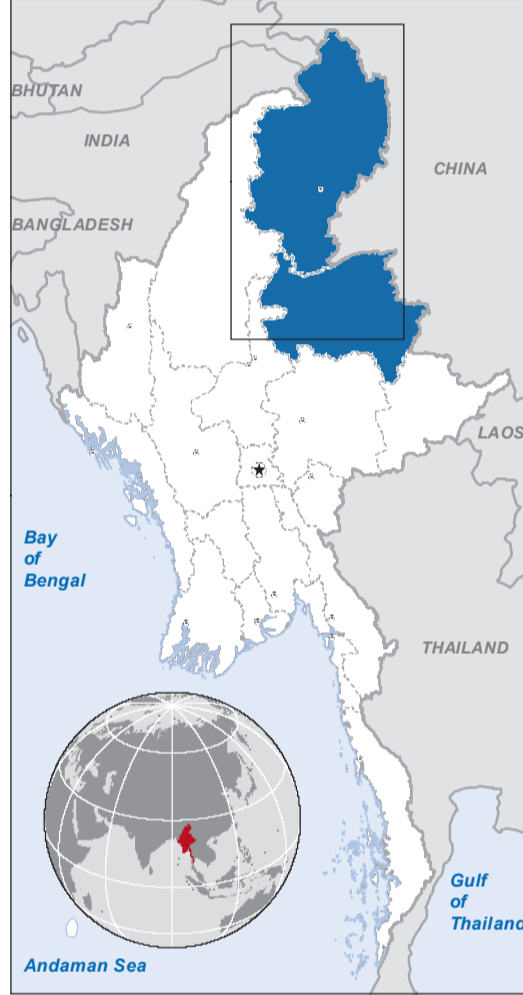 BHUTAN
INDIA
CHINA
BANGLADESH
LAOS
Bay
of
Bengal
THAILAND
Gulf
of
Thailand
Andaman Sea